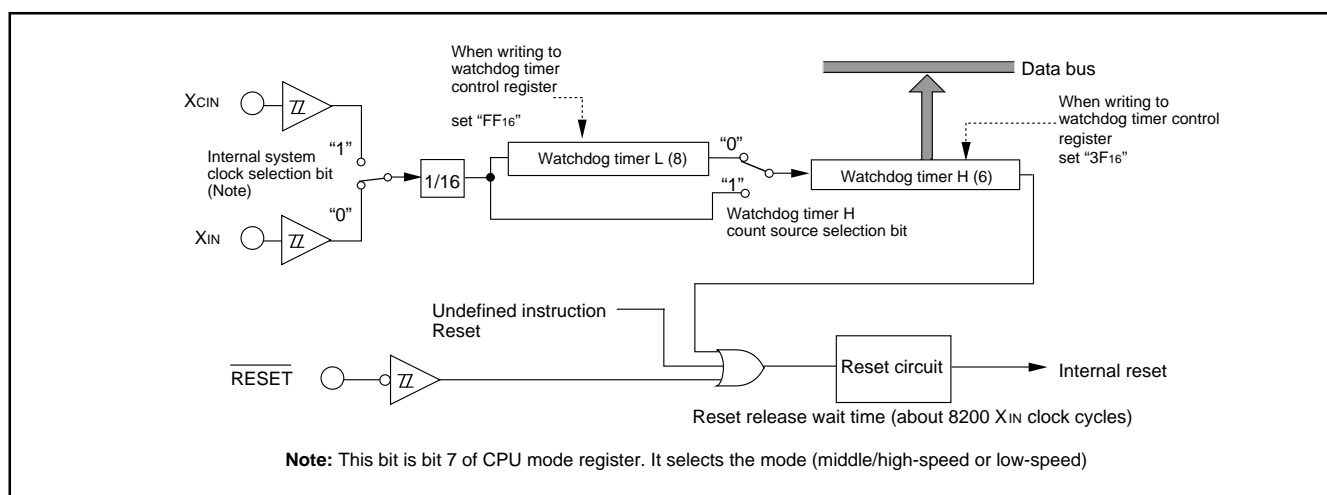 When writing to
watchdog timer
control register
set “FF16”
Data bus
When writing to
watchdog timer control
register
set “3F16”
XCIN
“1”
Internal system
clock selection bit
(Note)
“0”
XIN
1/16
Watchdog timer L (8)
“0”
“1”
Watchdog timer H (6)
Watchdog timer H
count source selection bit
Undefined instruction
Reset
RESET
Reset circuit
Internal reset
Reset release wait time (about 8200 XIN clock cycles)
Note: This bit is bit 7 of CPU mode register. It selects the mode (middle/high-speed or low-speed)